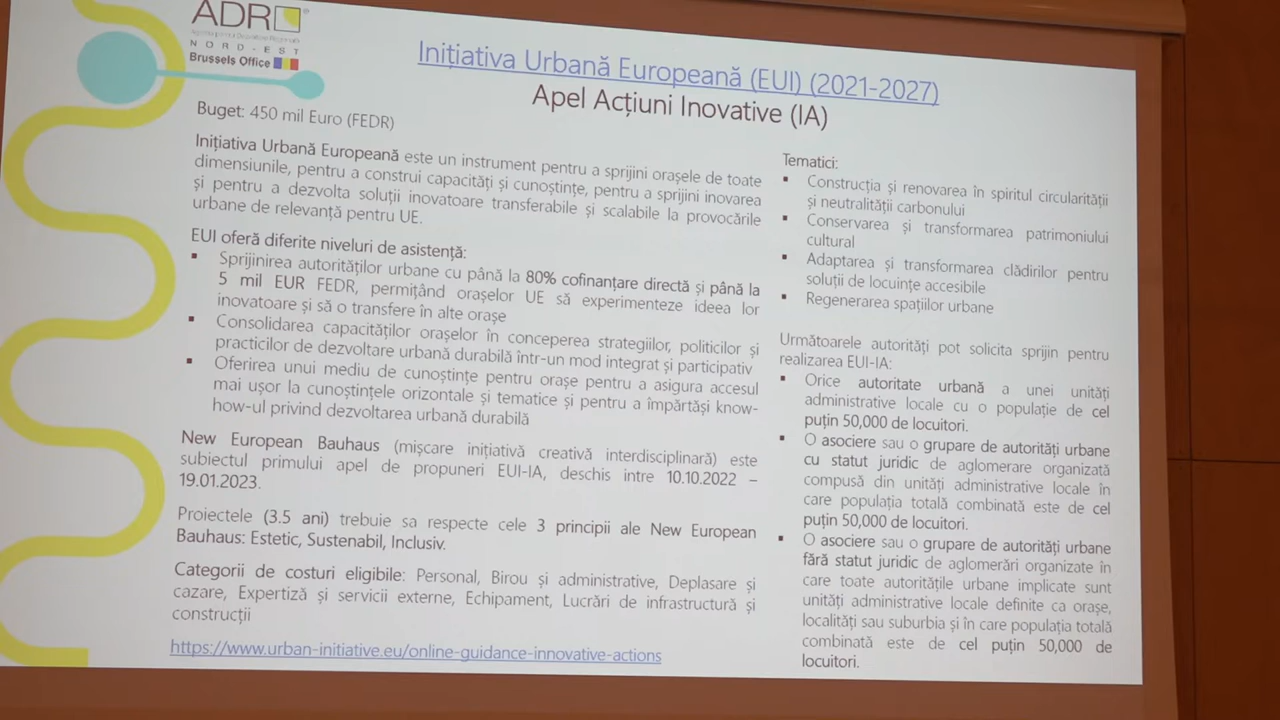 ADR
NORD-EST
Brussels Office
Inițiativa Urbană Europeană (EUI) (2021-2027)
Apel Acțiuni Inovative (IA)
Buget: 450 mil Euro (FEDR)
Inițiativa Urbană Europeană este un instrument pentru a sprijini orașele de toate
dimensiunile, pentru a construi capacități și cunoștințe, pentru a sprijini inovarea
și pentru a dezvolta soluții inovatoare transferabile și scalabile la provocările
urbane de relevanță pentru UE.
EUI oferă diferite niveluri de asistență:
▪ Sprijinirea autorităților urbane cu până la 80% cofinanțare directă și până la
5 mil EUR FEDR, permițând orașelor UE să experimenteze ideea lor
inovatoare și să o transfere în alte orașe
▪ Consolidarea capacităților orașelor în conceperea strategiilor, politicilor și
practicilor de dezvoltare urbană durabilă într-un mod integrat și participativ
▪ Oferirea unui mediu de cunoștințe pentru orașe pentru a asigura accesul
mai ușor la cunoștințele orizontale și tematice și pentru a împărtăși know-
how-ul privind dezvoltarea urbană durabilă
New European Bauhaus (mișcare inițiativă creativă interdisciplinară) este
subiectul primului apel de propuneri EUI-IA, deschis intre 10.10.2022 –
19.01.2023.
Proiectele (3.5 ani) trebuie sa respecte cele 3 principii ale New European
Bauhaus: Estetic, Sustenabil, Inclusiv.
Categorii de costuri eligibile: Personal, Birou și administrative, Deplasare și
cazare, Expertiză și servicii externe, Echipament, Lucrări de infrastructură și
construcții
https://www.urban-initiative.eu/online-guidance-innovative-actions
Tematici:
▪ Construcția și renovarea în spiritul circularității
și neutralității carbonului
▪ Conservarea și transformarea patrimoniului
cultural
▪ Adaptarea și transformarea clădirilor pentru
soluții de locuințe accesibile
▪ Regenerarea spațiilor urbane
Următoarele autorități pot solicita sprijin pentru
realizarea EUI-IA:
▪ Orice autoritate urbană a unei unități
administrative locale cu o populație de cel
puțin 50,000 de locuitori.
▪ O asociere sau o grupare de autorități urbane
cu statut juridic de aglomerare organizată
compusă din unități administrative locale în
care populația totală combinată este de cel
puțin 50,000 de locuitori.
▪ O asociere sau o grupare de autorități urbane
fără statut juridic de aglomerări organizate în
care toate autoritățile urbane implicate sunt
unități administrative locale definite ca orașe,
localități sau suburbia și în care populația totală
combinată este de cel puțin 50,000 de
locuitori.